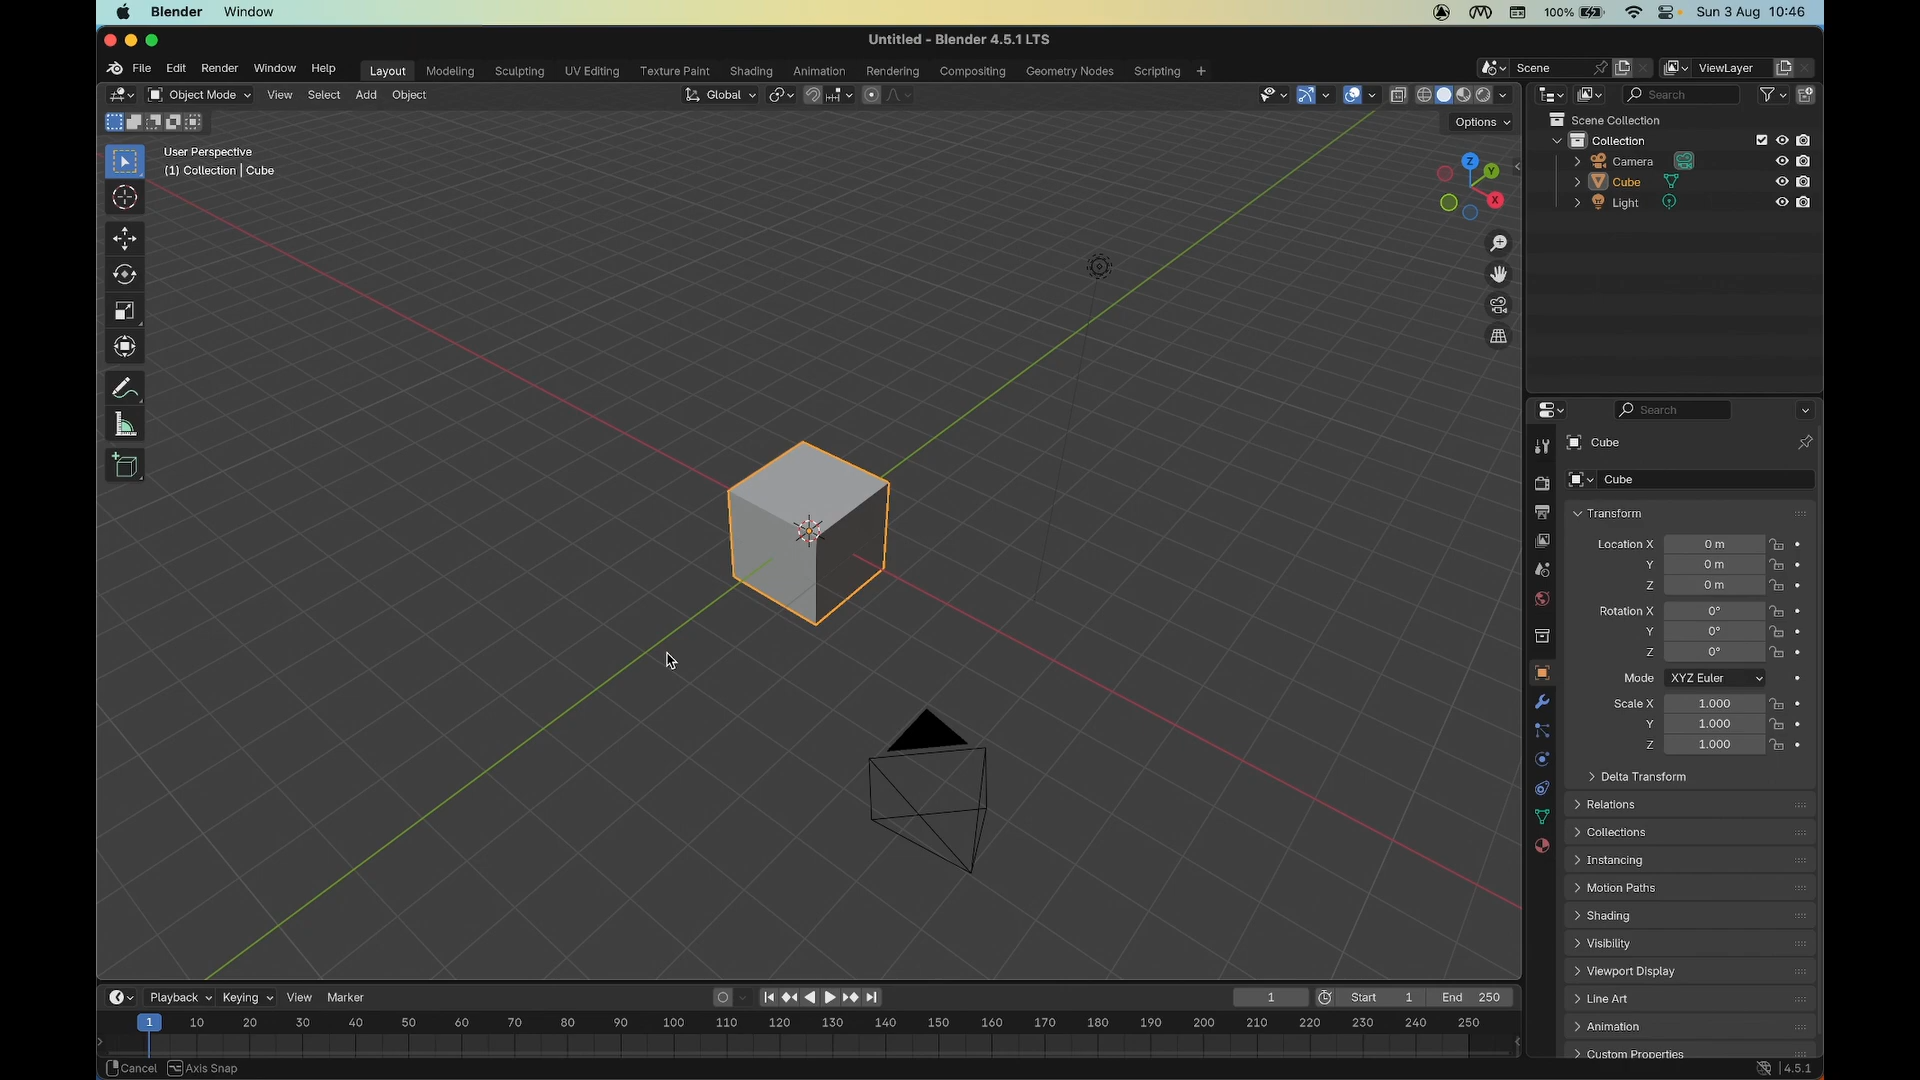 Blender Window 100% Sun 3 Aug 10:46
Untitled - Blender 4.5.1 LTS
File Edit Render Window Help Layout Modeling Sculpting UV Editing Texture Paint Shading Animation Rendering Compositing Geometry Nodes Scripting + Scene ViewLayer
Object Mode View Select Add Object Global Search
Options
User Perspective
(1) Collection | Cube
Z
Y
X
Scene Collection
Collection
Camera
Cube
Light
Search
Cube
Cube
Transform
Location X 0 m
Y 0 m
Z 0 m
Rotation X 0°
Y 0°
Z 0°
Mode XYZ Euler
Scale X 1.000
Y 1.000
Z 1.000
Delta Transform
Relations
Collections
Instancing
Motion Paths
Shading
Visibility
Viewport Display
Line Art
Animation
Custom Properties
Playback Keying View Marker 1 Start 1 End 250
1 10 20 30 40 50 60 70 80 90 100 110 120 130 140 150 160 170 180 190 200 210 220 230 240 250
Cancel Axis Snap 4.5.1